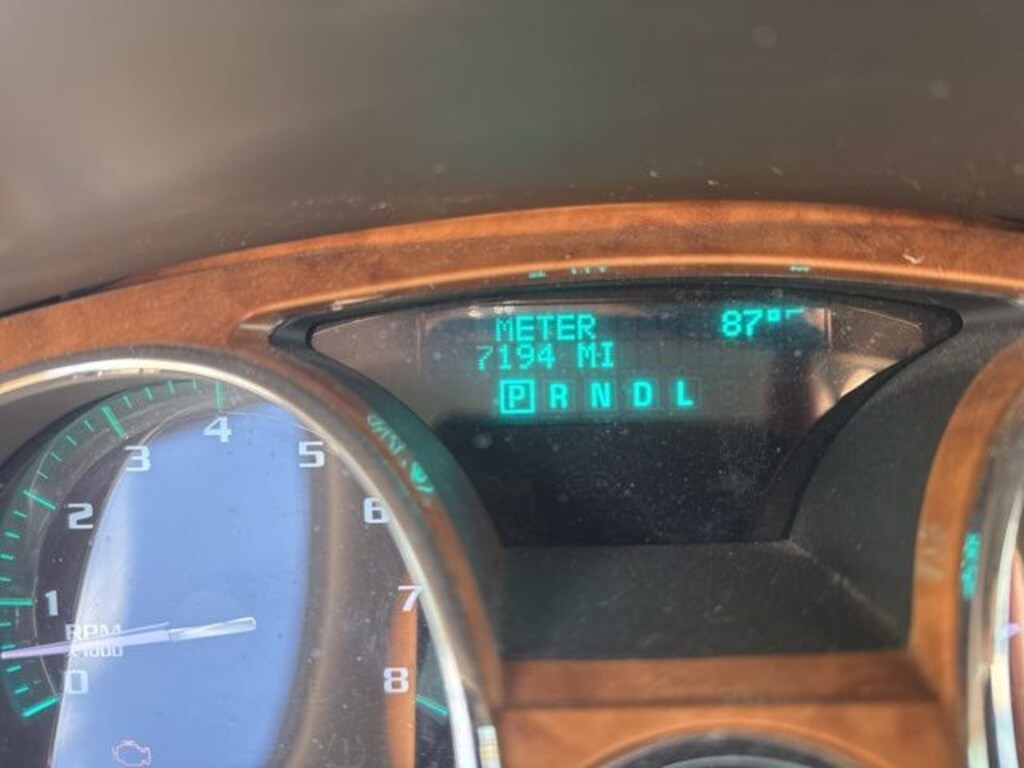 METER 87°F
7194 MI
P R N D L
4
3 5
2 6
1 7
RPM
x1000
0 8